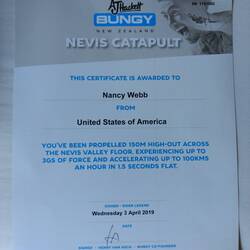 AJ Hackett
BUNGY
NEW ZEALAND
NEVIS CATAPULT
THIS CERTIFICATE IS AWARDED TO
Nancy Webb
FROM
United States of America
YOU'VE BEEN PROPELLED 150M HIGH-OUT ACROSS
THE NEVIS VALLEY FLOOR. EXPERIENCING UP TO
3GS OF FORCE AND ACCELERATING UP TO 100KMS
AN HOUR IN 1.5 SECONDS FLAT.
Wednesday 3 April 2019
DATE